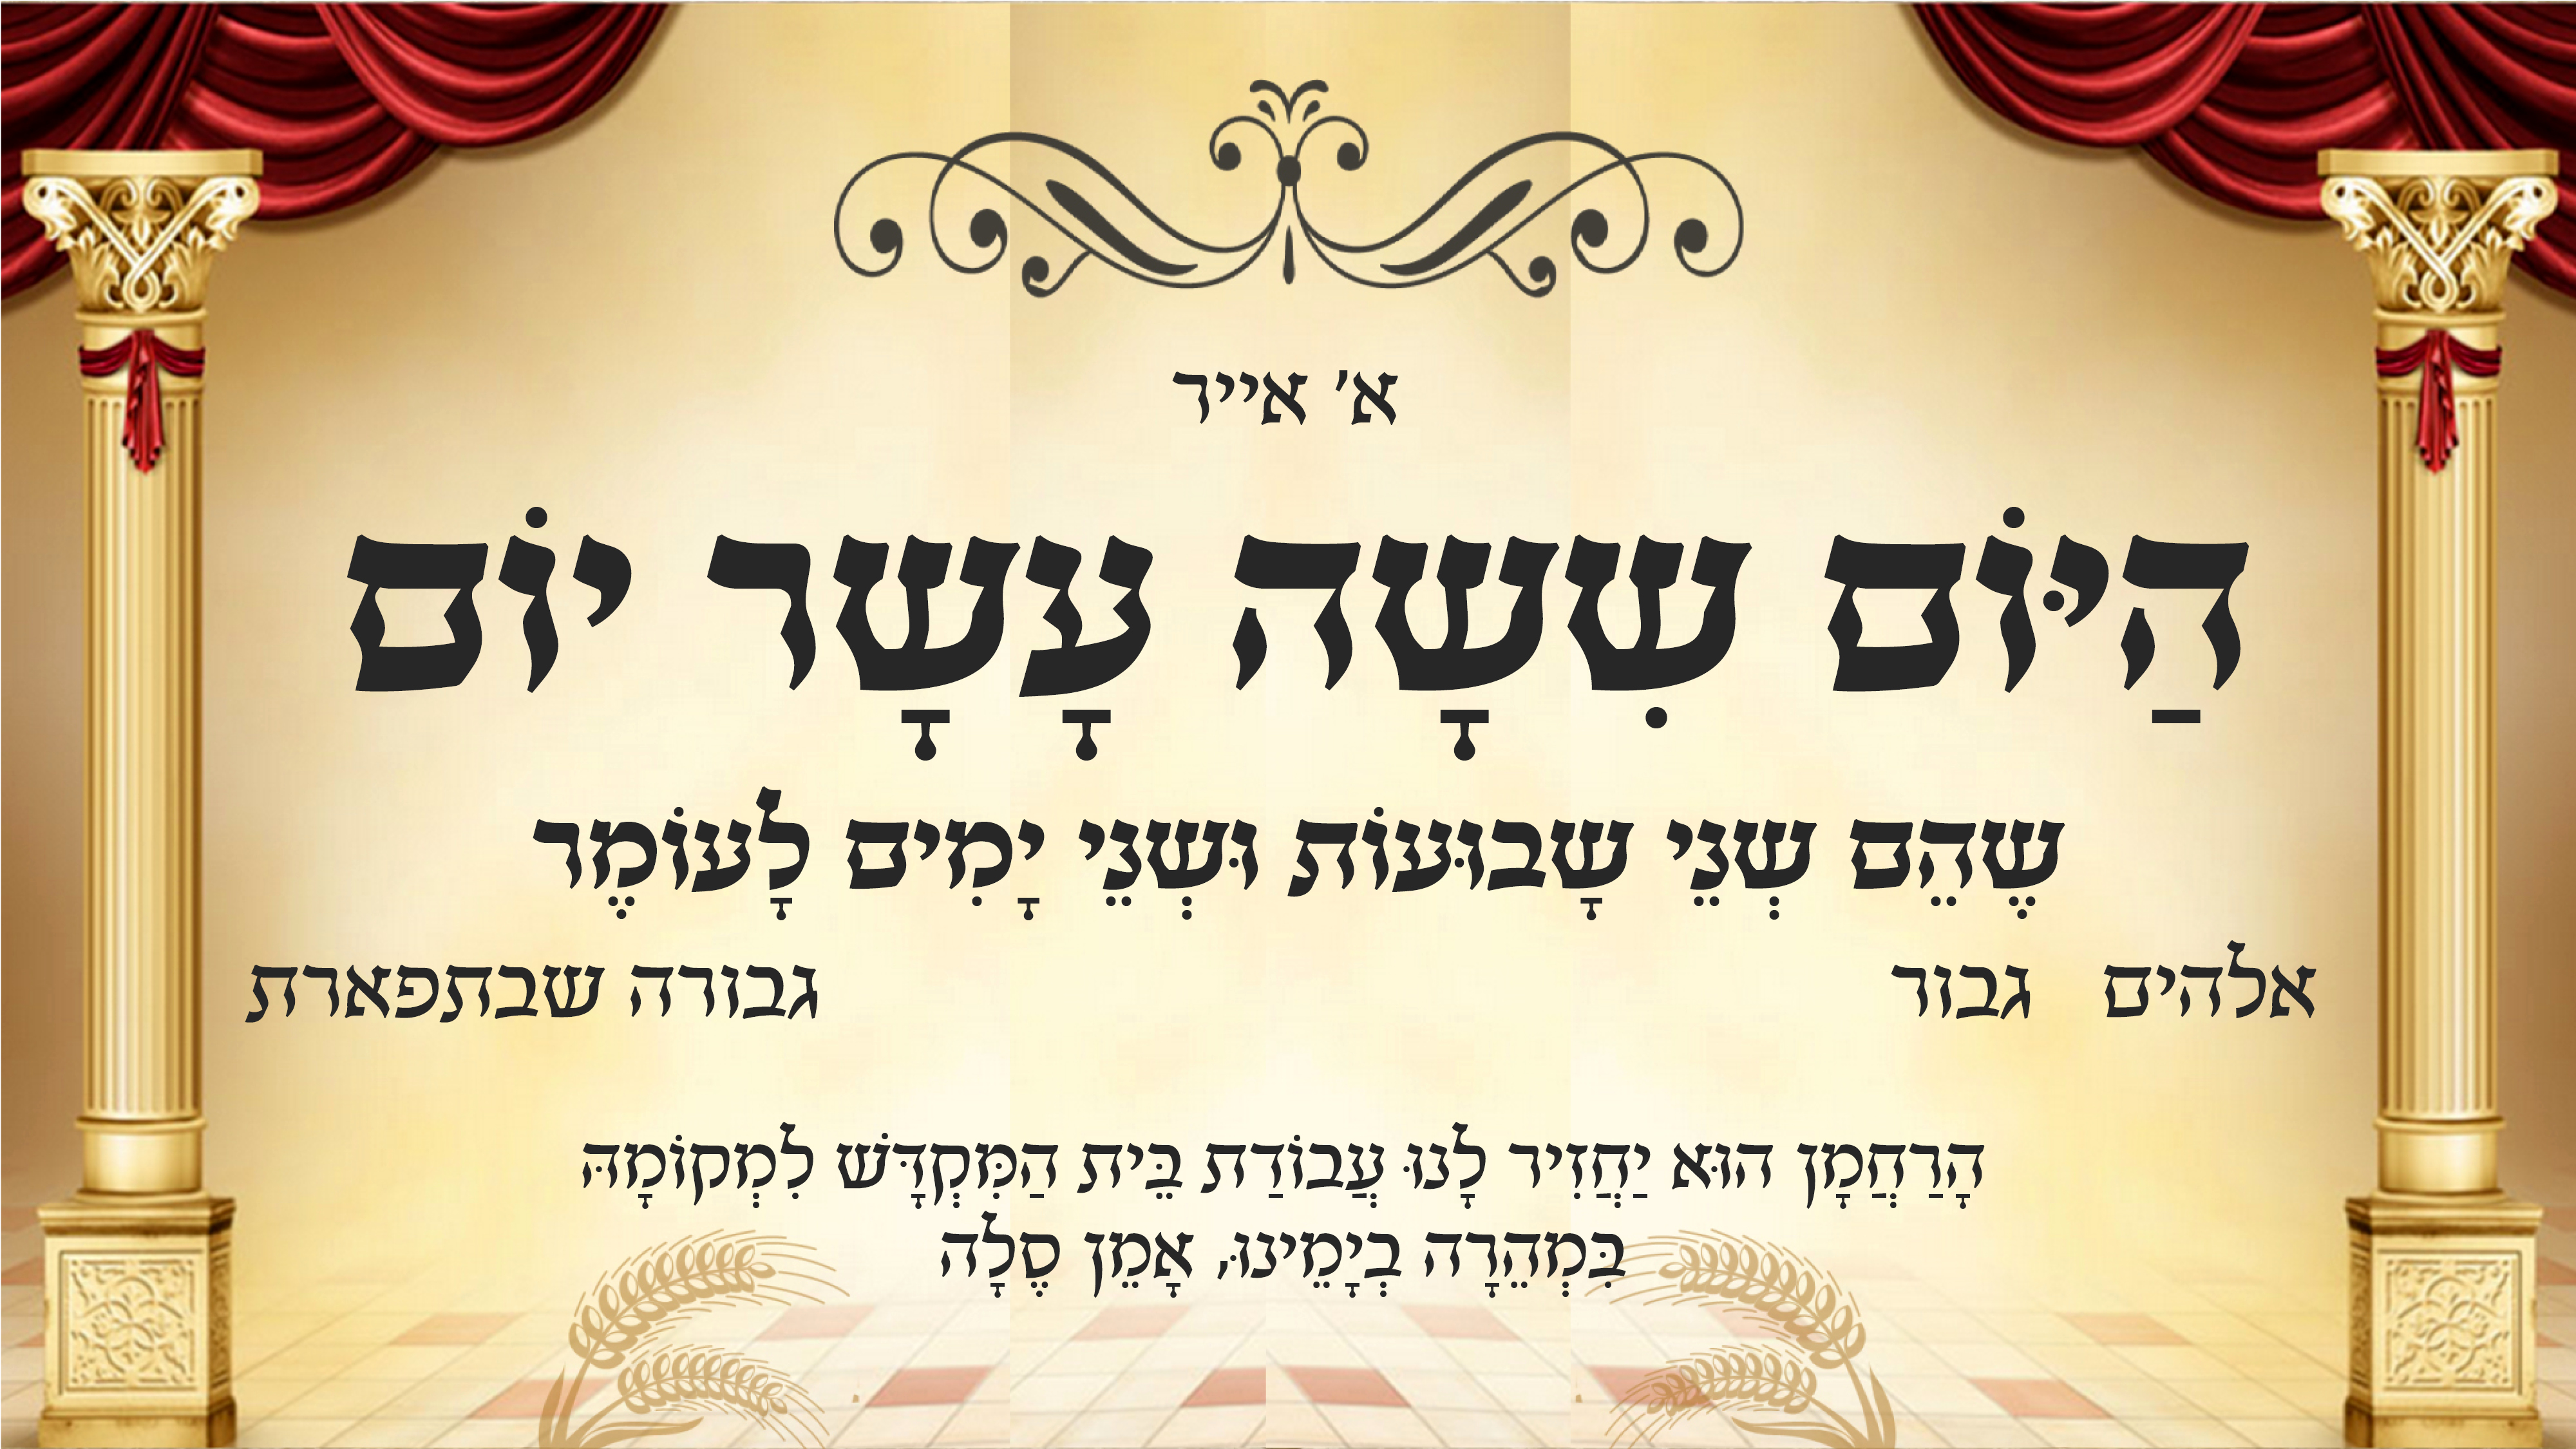 א' אייר
הַיּוֹם שִׁשָׁה עָשָׂר יוֹם
שֶׁהֵם שְׁנֵי שָׁבוּעוֹת וּשְׁנֵי יָמִים לָעוֹמֶר
אלהים גבור גבורה שבתפארת
הָרַחֲמָן הוּא יַחֲזִיר לָנוּ עֲבוֹדַת בֵּית הַמִּקְדָּשׁ לִמְקוֹמָהּ
בִּמְהֵרָה בְיָמֵינוּ, אָמֵן סֶלָה